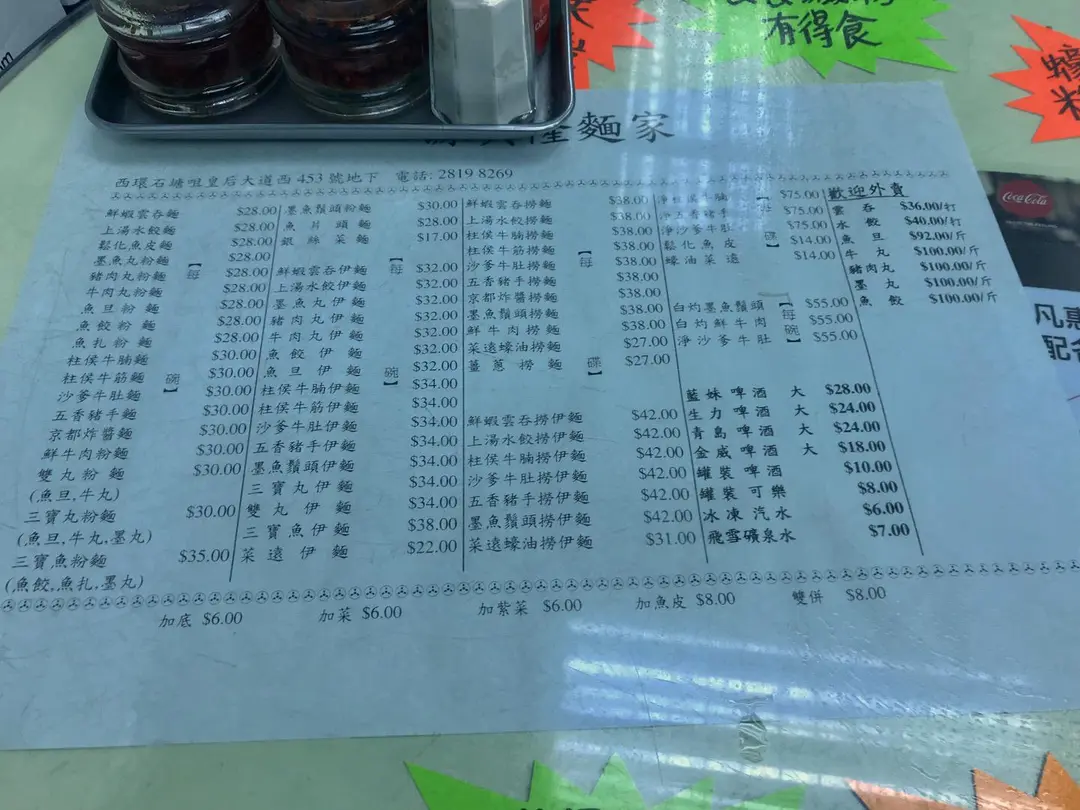 有得食
蠔
麵家
西環石塘咀皇后大道西 453 號地下 電話: 2819 8269
鮮蝦雲吞麵 $28.00
上湯水餃麵 $28.00
鬆化魚皮麵 $28.00
墨魚丸粉麵 $28.00
豬肉丸粉麵 $28.00
牛肉丸粉麵 $28.00
魚旦粉麵 $28.00
魚餃粉麵 $28.00
魚扎粉麵 $28.00
柱侯牛腩麵 $30.00
柱侯牛筋麵 $30.00
沙爹牛肚麵 $30.00
五香豬手麵 $30.00
京都炸醬麵 $30.00
鮮牛肉粉麵 $30.00
雙丸粉麵 $30.00
(魚旦,牛丸)
三寶丸粉麵 $30.00
(魚旦,牛丸,墨丸)
三寶魚粉麵 $35.00
(魚餃,魚扎,墨丸)
【每碗】
墨魚鬚頭粉麵 $30.00
魚片頭麵 $28.00
銀絲菜麵 $17.00
鮮蝦雲吞伊麵 $32.00
上湯水餃伊麵 $32.00
墨魚丸伊麵 $32.00
豬肉丸伊麵 $32.00
牛肉丸伊麵 $32.00
魚餃伊麵 $32.00
魚旦伊麵 $32.00
柱侯牛腩伊麵 $34.00
柱侯牛筋伊麵 $34.00
沙爹牛肚伊麵 $34.00
五香豬手伊麵 $34.00
墨魚鬚頭伊麵 $34.00
三寶丸伊麵 $34.00
雙丸伊麵 $34.00
三寶魚伊麵 $38.00
菜遠伊麵 $22.00
【每碗】
鮮蝦雲吞撈麵 $38.00
上湯水餃撈麵 $38.00
柱侯牛腩撈麵 $38.00
柱侯牛筋撈麵 $38.00
沙爹牛肚撈麵 $38.00
五香豬手撈麵 $38.00
京都炸醬撈麵 $38.00
墨魚鬚頭撈麵 $38.00
鮮牛肉撈麵 $38.00
菜遠蠔油撈麵 $27.00
薑蔥撈麵 $27.00
【每碟】
鮮蝦雲吞撈伊麵 $42.00
上湯水餃撈伊麵 $42.00
柱侯牛腩撈伊麵 $42.00
沙爹牛肚撈伊麵 $42.00
五香豬手撈伊麵 $42.00
墨魚鬚頭撈伊麵 $42.00
菜遠蠔油撈伊麵 $31.00
淨柱侯牛腩 $75.00
淨五香豬手 $75.00
淨沙爹牛肚 $75.00
鬆化魚皮 $14.00
蠔油菜遠 $14.00
白灼墨魚鬚頭 $55.00
白灼鮮牛肉 $55.00
淨沙爹牛肚 $55.00
【每碗】
藍妹啤酒 大 $28.00
生力啤酒 大 $24.00
青島啤酒 大 $24.00
金威啤酒 大 $18.00
罐裝啤酒 $10.00
罐裝可樂 $8.00
冰凍汽水 $6.00
飛雪礦泉水 $7.00
歡迎外賣
雲吞 $36.00/打
水餃 $40.00/打
魚旦 $92.00/斤
牛丸 $100.00/斤
豬肉丸 $100.00/斤
墨丸 $100.00/斤
魚餃 $100.00/斤
加底 $6.00 加菜 $6.00 加紫菜 $6.00 加魚皮 $8.00 雙併 $8.00
Coca-Cola
凡惠